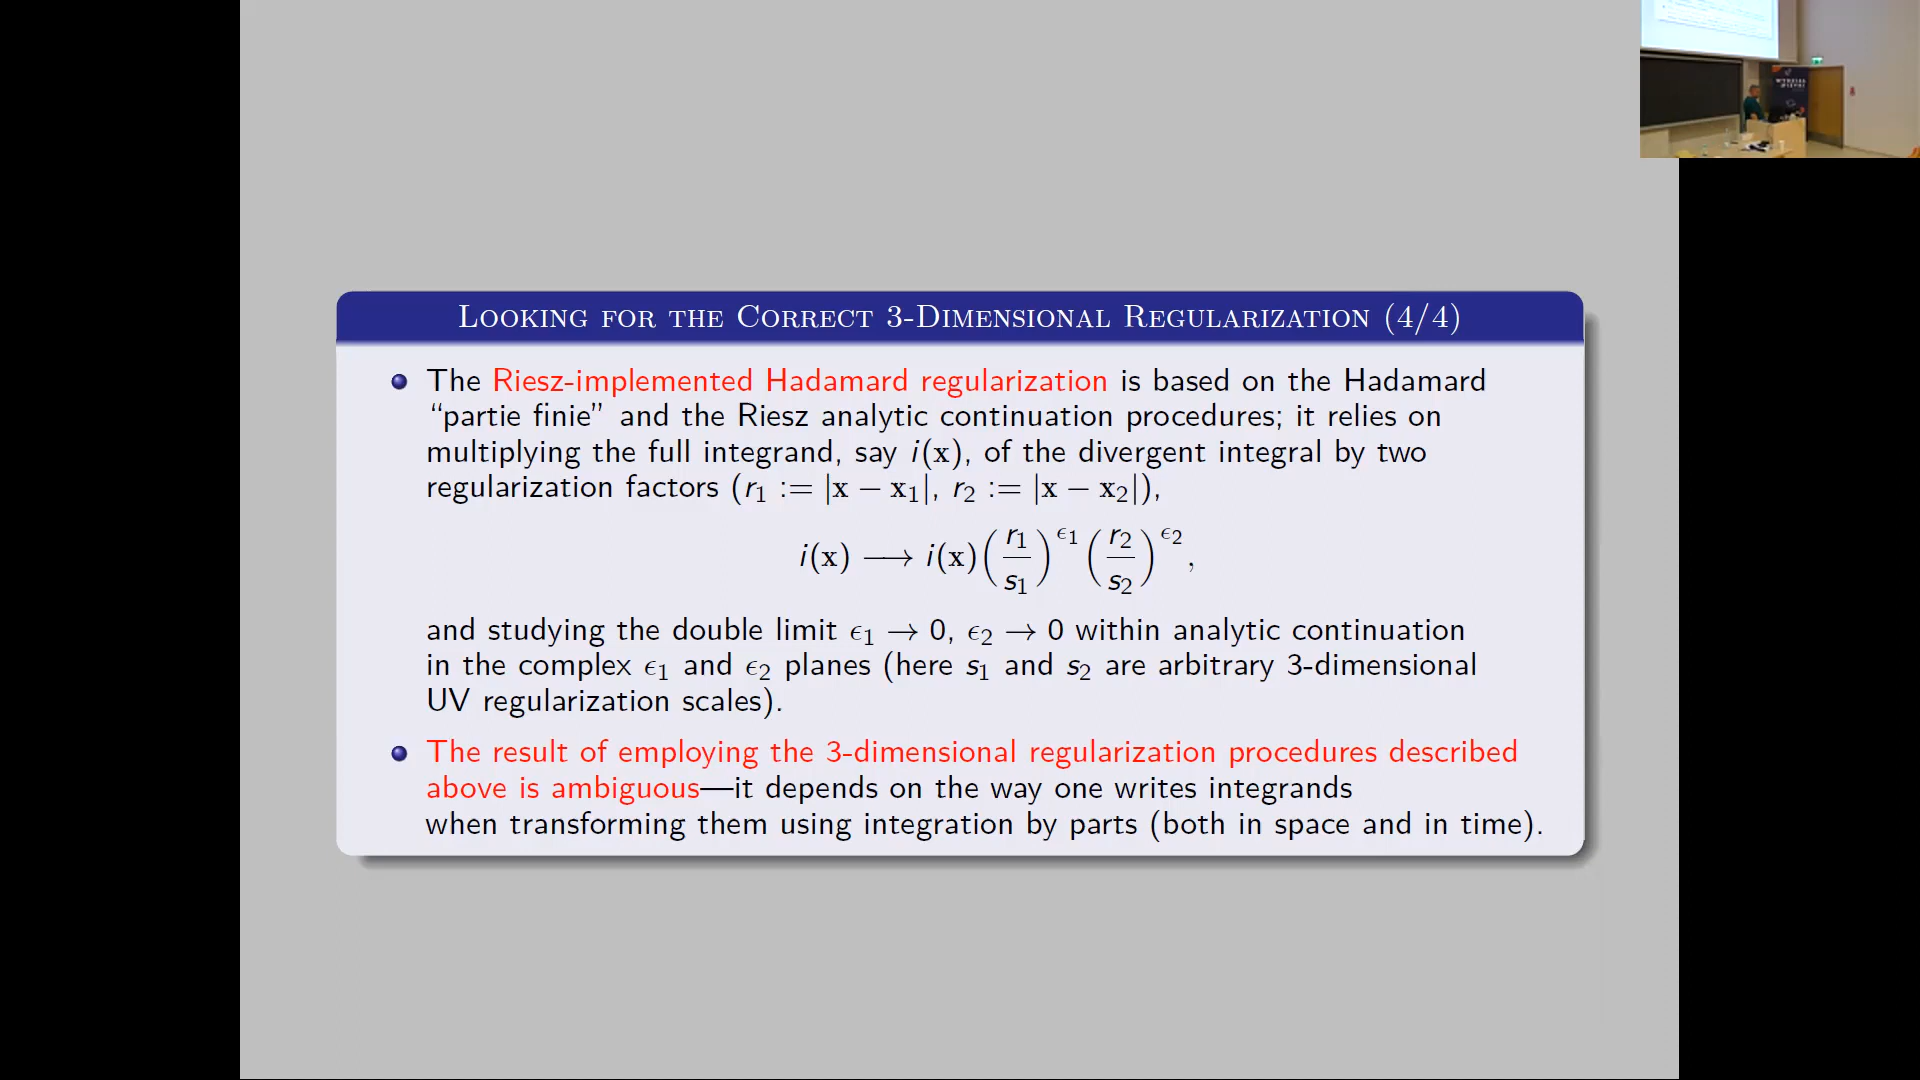 Looking for the Correct 3-Dimensional Regularization (4/4)
The Riesz-implemented Hadamard regularization is based on the Hadamard
“partie finie” and the Riesz analytic continuation procedures; it relies on
multiplying the full integrand, say i(x), of the divergent integral by two
regularization factors (r₁ := |x − x₁|, r₂ := |x − x₂|),
i(x) ⟶ i(x) (r₁/s₁)^ϵ₁ (r₂/s₂)^ϵ₂,
and studying the double limit ϵ₁ → 0, ϵ₂ → 0 within analytic continuation
in the complex ϵ₁ and ϵ₂ planes (here s₁ and s₂ are arbitrary 3-dimensional
UV regularization scales).
The result of employing the 3-dimensional regularization procedures described
above is ambiguous—it depends on the way one writes integrands
when transforming them using integration by parts (both in space and in time).